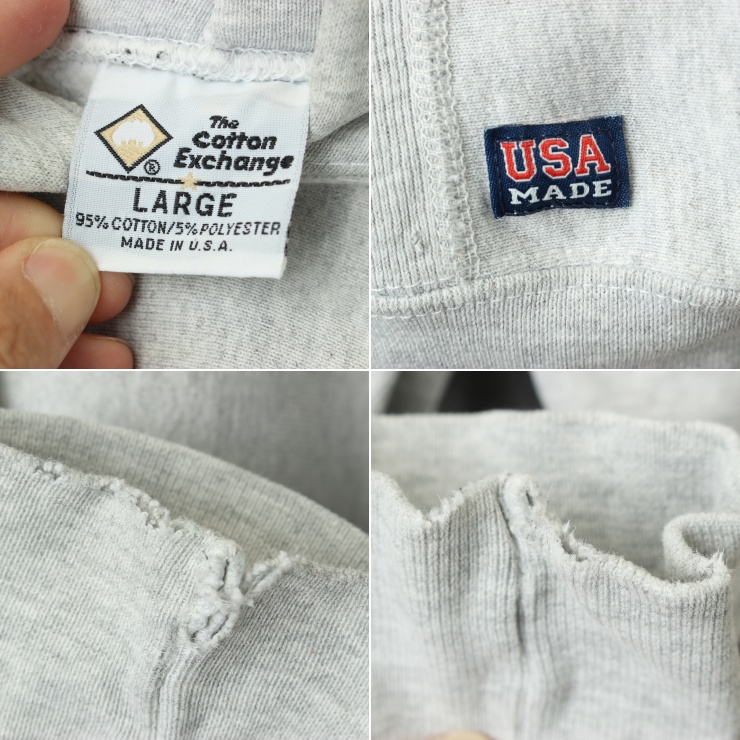 The
Cotton
Exchange
®
LARGE
95% COTTON/5% POLYESTER
MADE IN U.S.A.
USA
MADE